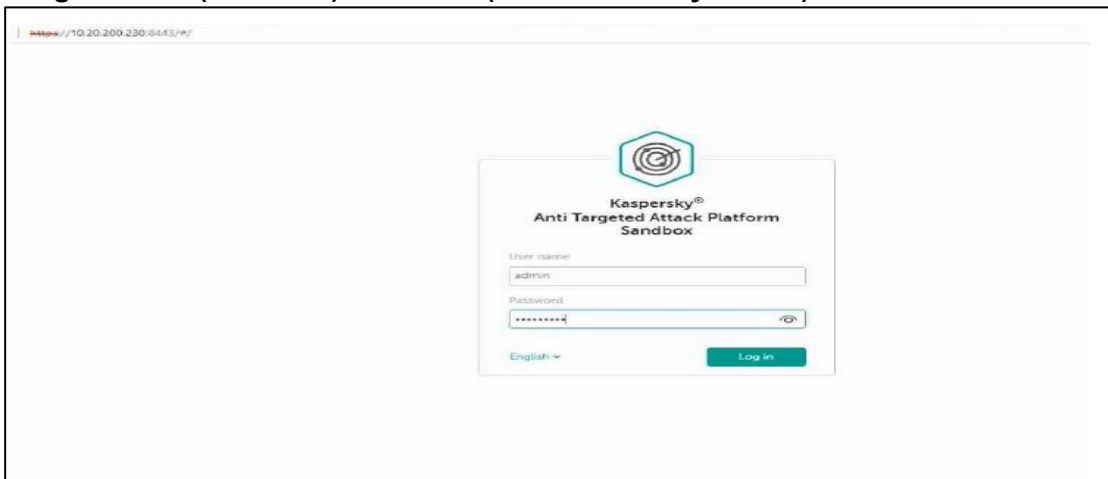 https://10.20.200.230:8443/#/
Kaspersky®
Anti Targeted Attack Platform
Sandbox
User name
admin
Password
•••••••••
English
Log in